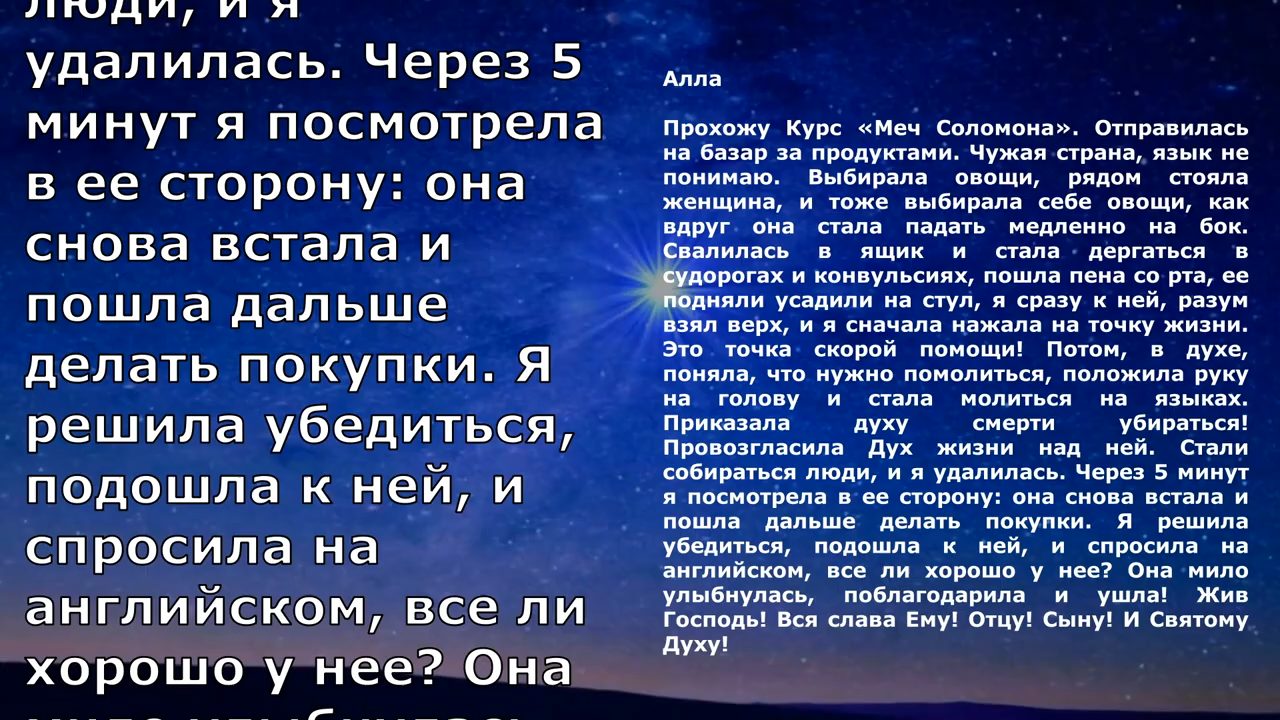 люди, и я
удалилась. Через 5
минут я посмотрела
в ее сторону: она
снова встала и
пошла дальше
делать покупки. Я
решила убедиться,
подошла к ней, и
спросила на
английском, все ли
хорошо у нее? Она
мило улыбнулась,
Алла
Прохожу Курс «Меч Соломона». Отправилась
на базар за продуктами. Чужая страна, язык не
понимаю. Выбирала овощи, рядом стояла
женщина, и тоже выбирала себе овощи, как
вдруг она стала падать медленно на бок.
Свалилась в ящик и стала дергаться в
судорогах и конвульсиях, пошла пена со рта, ее
подняли усадили на стул, я сразу к ней, разум
взял верх, и я сначала нажала на точку жизни.
Это точка скорой помощи! Потом, в духе,
поняла, что нужно помолиться, положила руку
на голову и стала молиться на языках.
Приказала духу смерти убираться!
Провозгласила Дух жизни над ней. Стали
собираться люди, и я удалилась. Через 5 минут
я посмотрела в ее сторону: она снова встала и
пошла дальше делать покупки. Я решила
убедиться, подошла к ней, и спросила на
английском, все ли хорошо у нее? Она мило
улыбнулась, поблагодарила и ушла! Жив
Господь! Вся слава Ему! Отцу! Сыну! И Святому
Духу!